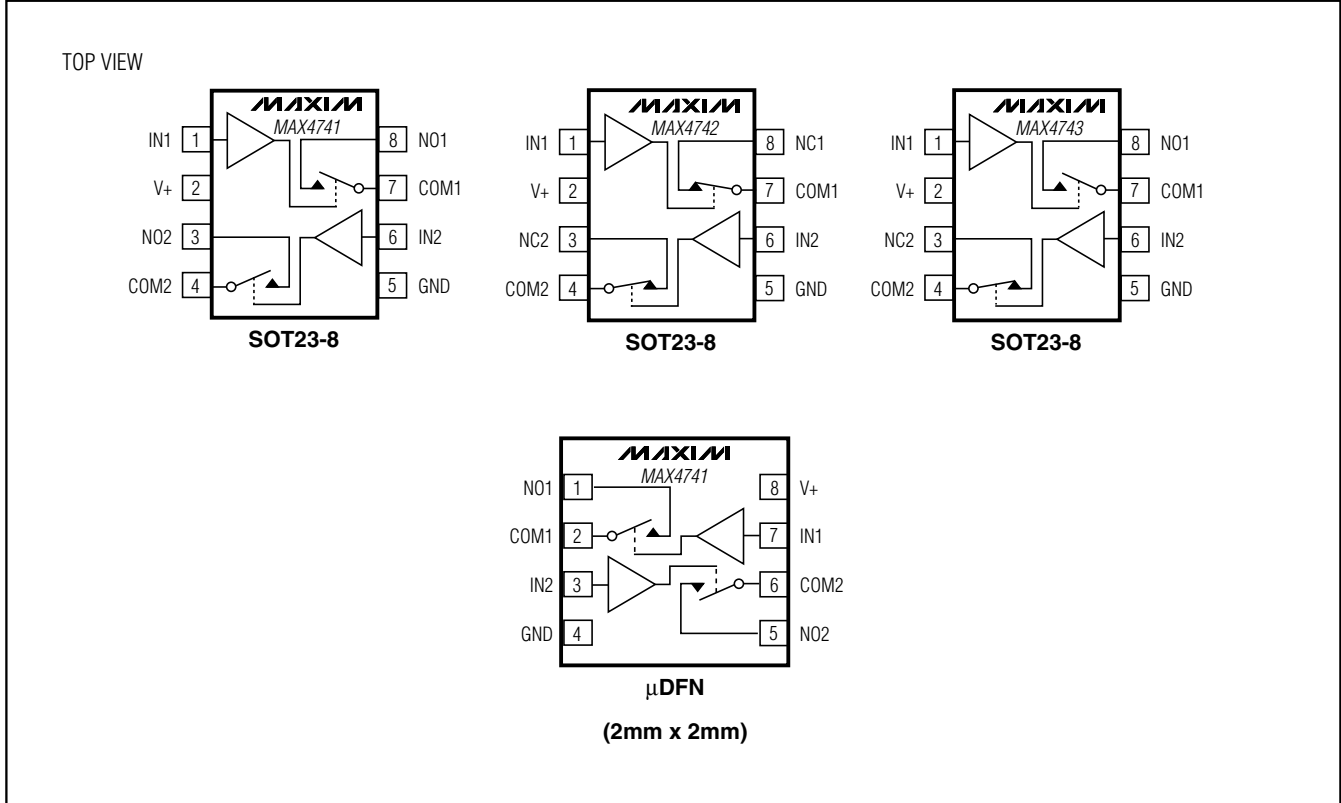 TOP VIEW
MAXIM
MAX4741
IN1 1
V+ 2
NO2 3
COM2 4
8 NO1
7 COM1
6 IN2
5 GND
SOT23-8
MAXIM
MAX4742
IN1 1
V+ 2
NC2 3
COM2 4
8 NC1
7 COM1
6 IN2
5 GND
SOT23-8
MAXIM
MAX4743
IN1 1
V+ 2
NC2 3
COM2 4
8 NO1
7 COM1
6 IN2
5 GND
SOT23-8
MAXIM
MAX4741
NO1 1
COM1 2
IN2 3
GND 4
8 V+
7 IN1
6 COM2
5 NO2
μDFN
(2mm x 2mm)